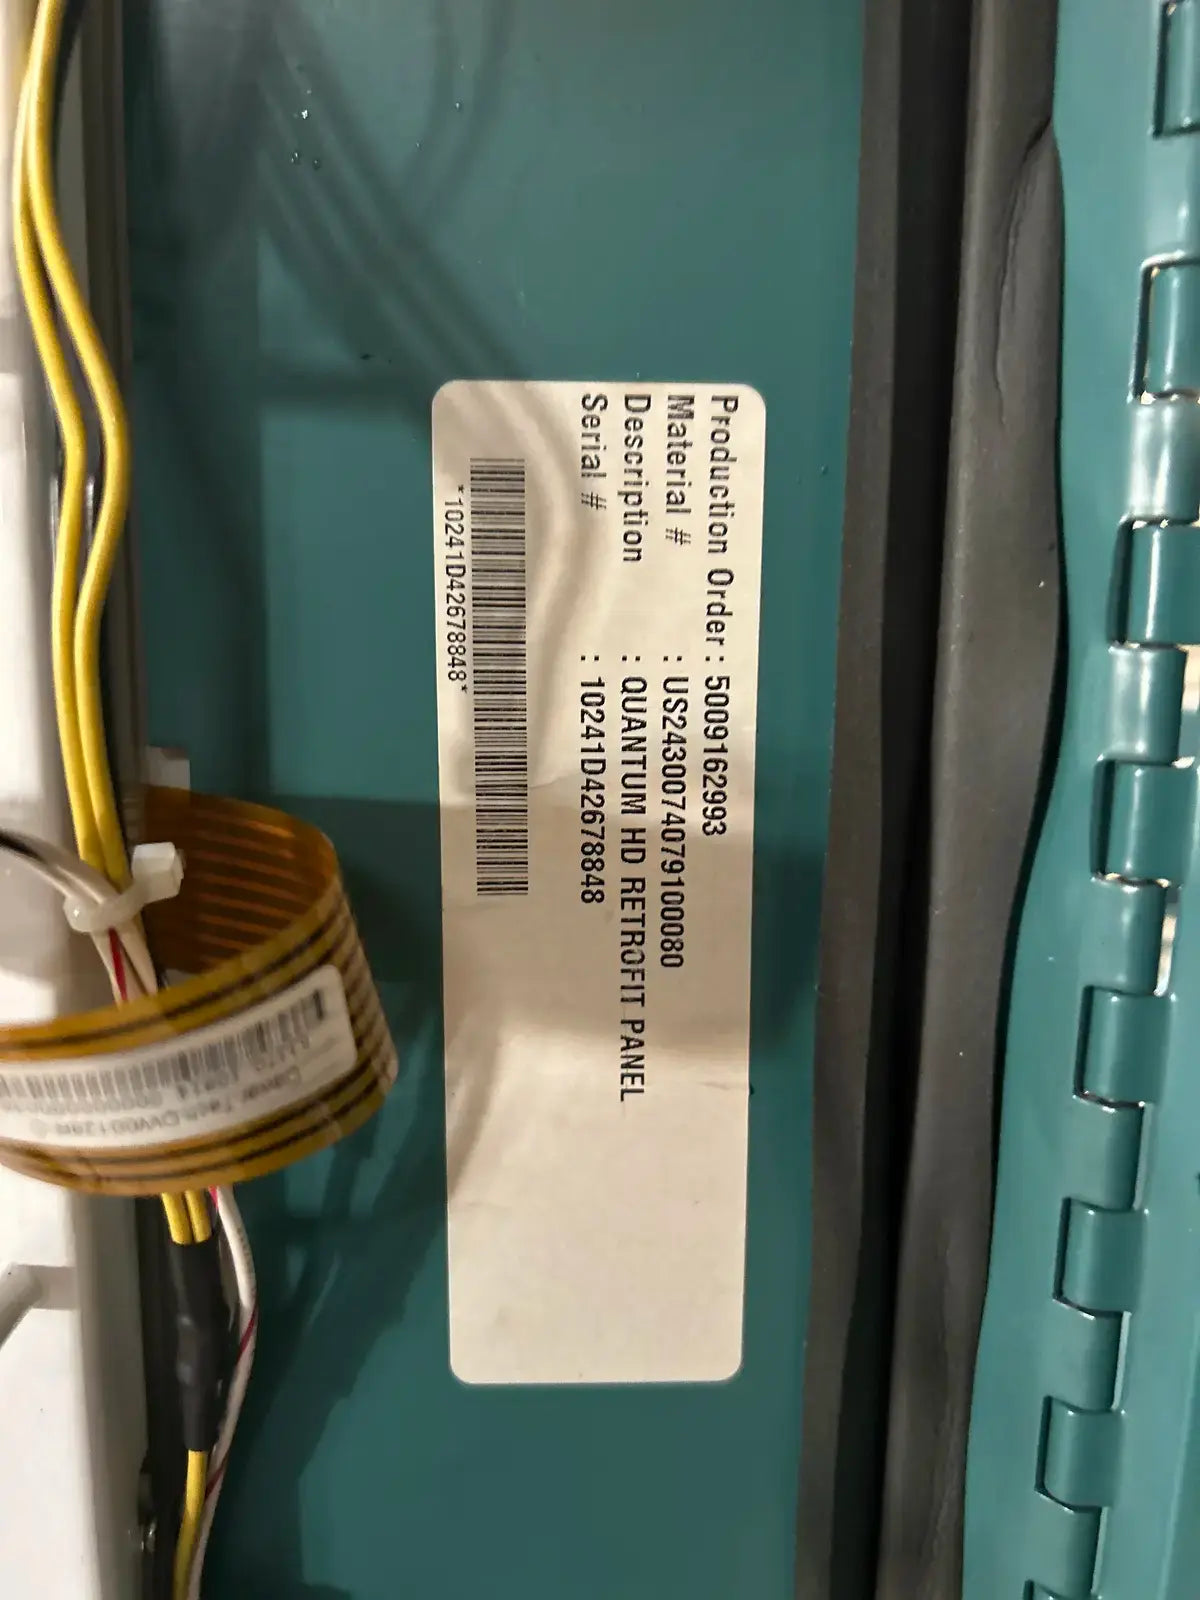 Production Order : 5009162993
Material # : US2430074079100080
Description : QUANTUM HD RETROFIT PANEL
Serial # : 10241D42678848
*10241D42678848*